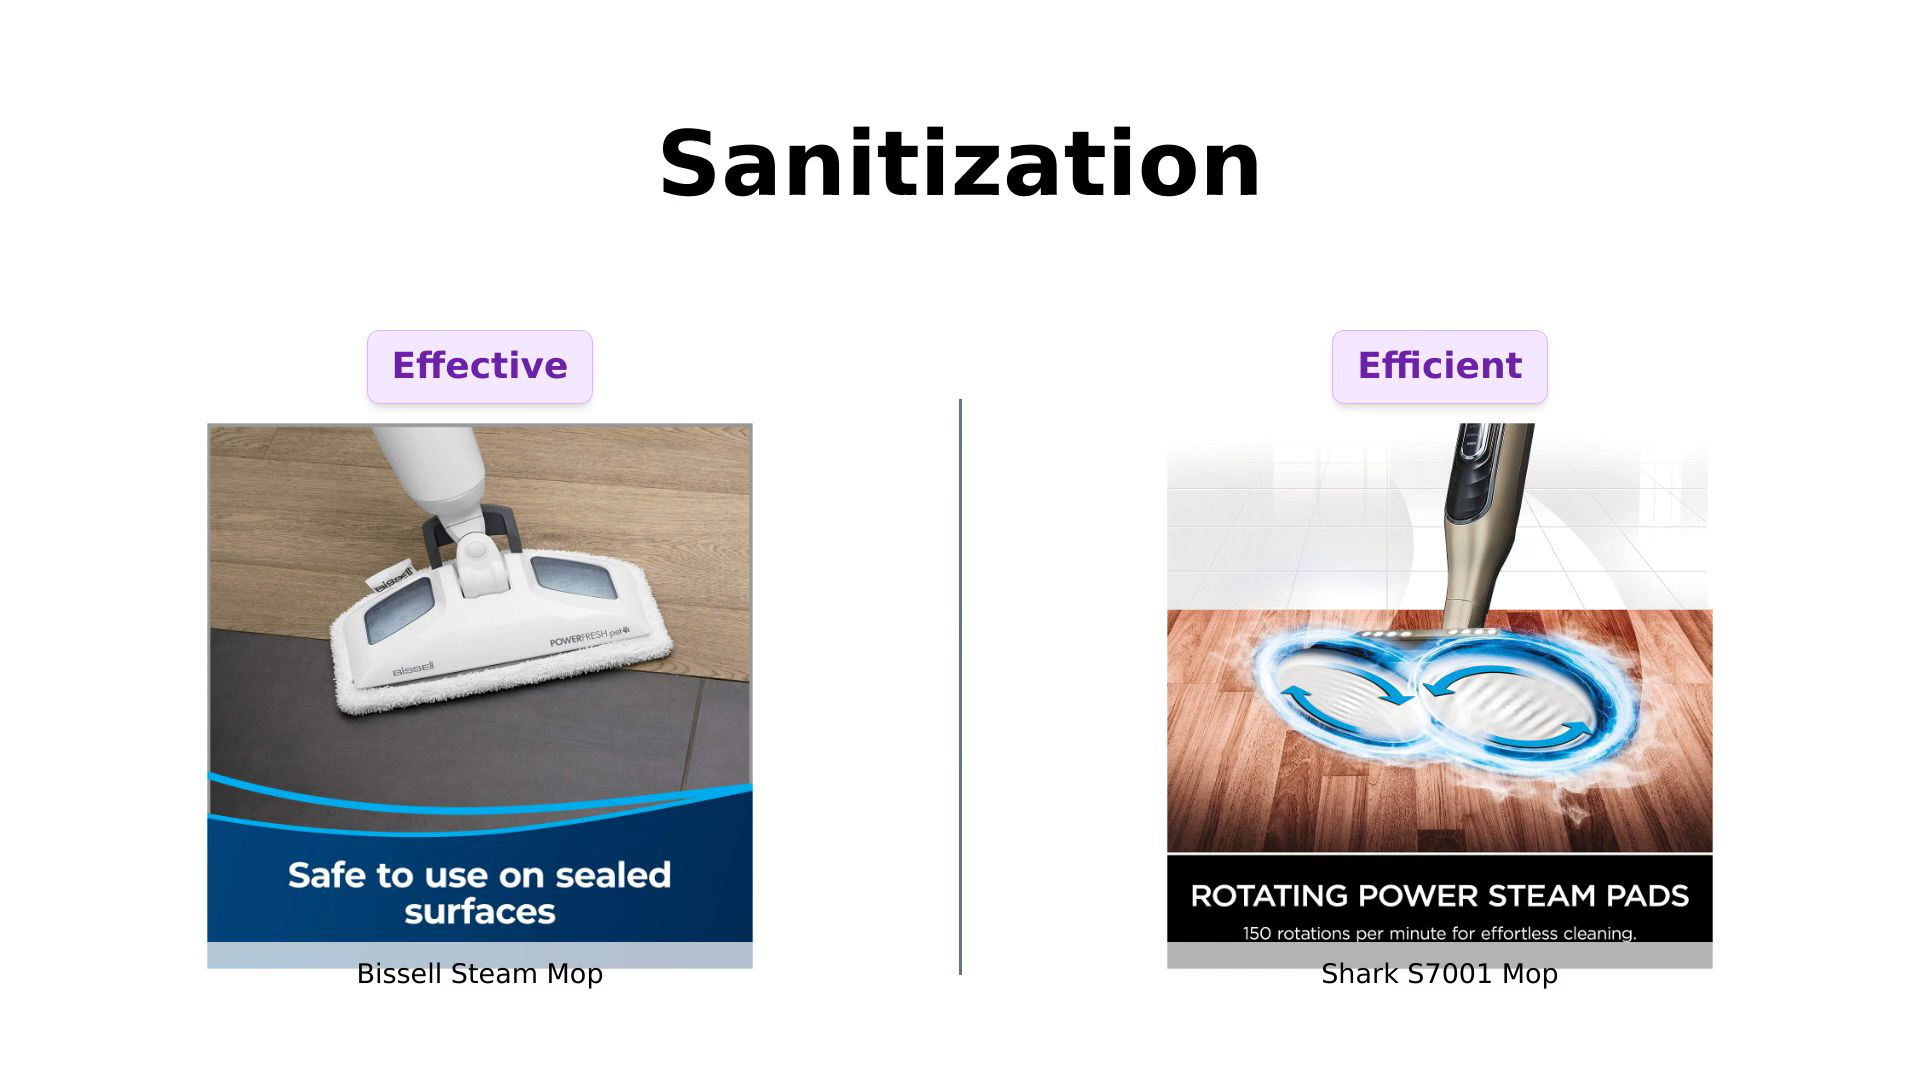 Sanitization
Effective
Efficient
Bissell
POWERFRESH pet
Bissell
Safe to use on sealed
surfaces
Bissell Steam Mop
ROTATING POWER STEAM PADS
150 rotations per minute for effortless cleaning.
Shark S7001 Mop